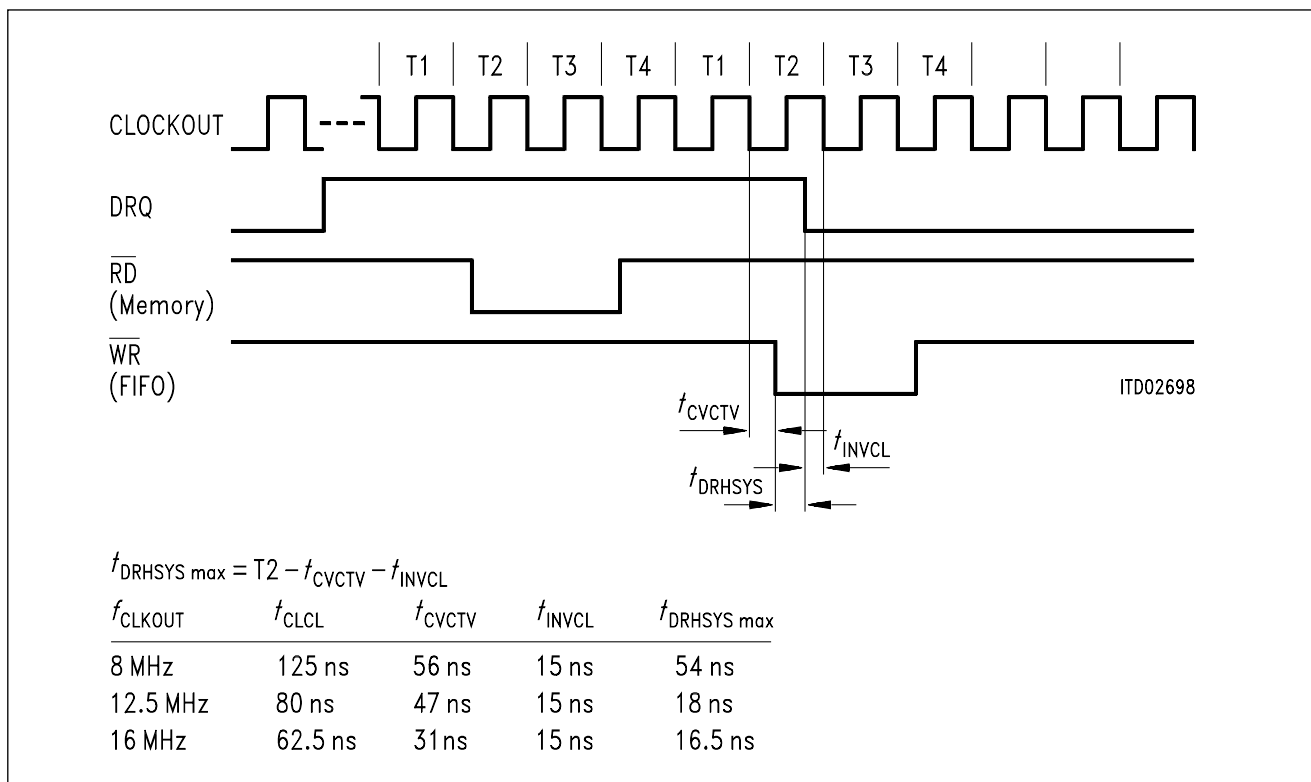 T1 T2 T3 T4 T1 T2 T3 T4
CLOCKOUT
DRQ
RD
(Memory)
WR
(FIFO)
ITD02698
tCVCTV
tINVCL
tDRHSYS
tDRHSYS max = T2 – tCVCTV – tINVCL
fCLKOUT tCLCL tCVCTV tINVCL tDRHSYS max
8 MHz 125 ns 56 ns 15 ns 54 ns
12.5 MHz 80 ns 47 ns 15 ns 18 ns
16 MHz 62.5 ns 31ns 15 ns 16.5 ns